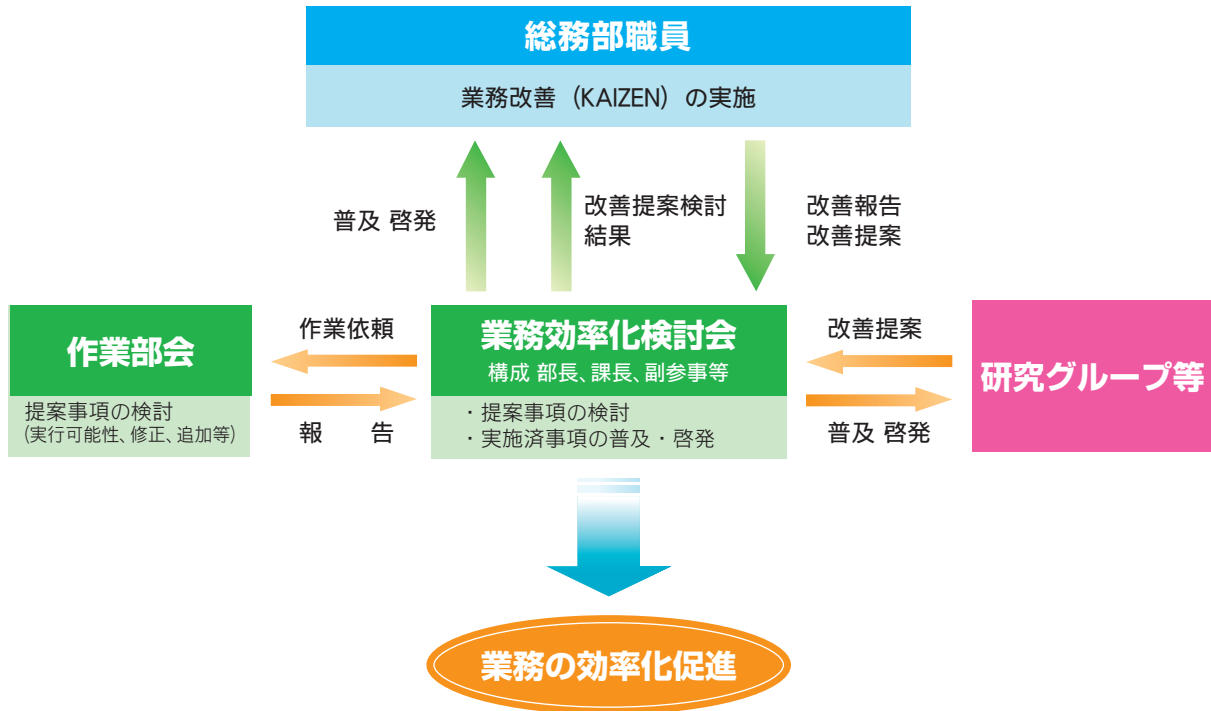 総務部職員
業務改善（KAIZEN）の実施
普及 啓発
改善提案検討
結果
改善報告
改善提案
作業部会
提案事項の検討
(実行可能性、修正、追加等)
作業依頼
報　　告
業務効率化検討会
構成 部長、課長、副参事等
・提案事項の検討
・実施済事項の普及・啓発
改善提案
普及 啓発
研究グループ等
業務の効率化促進